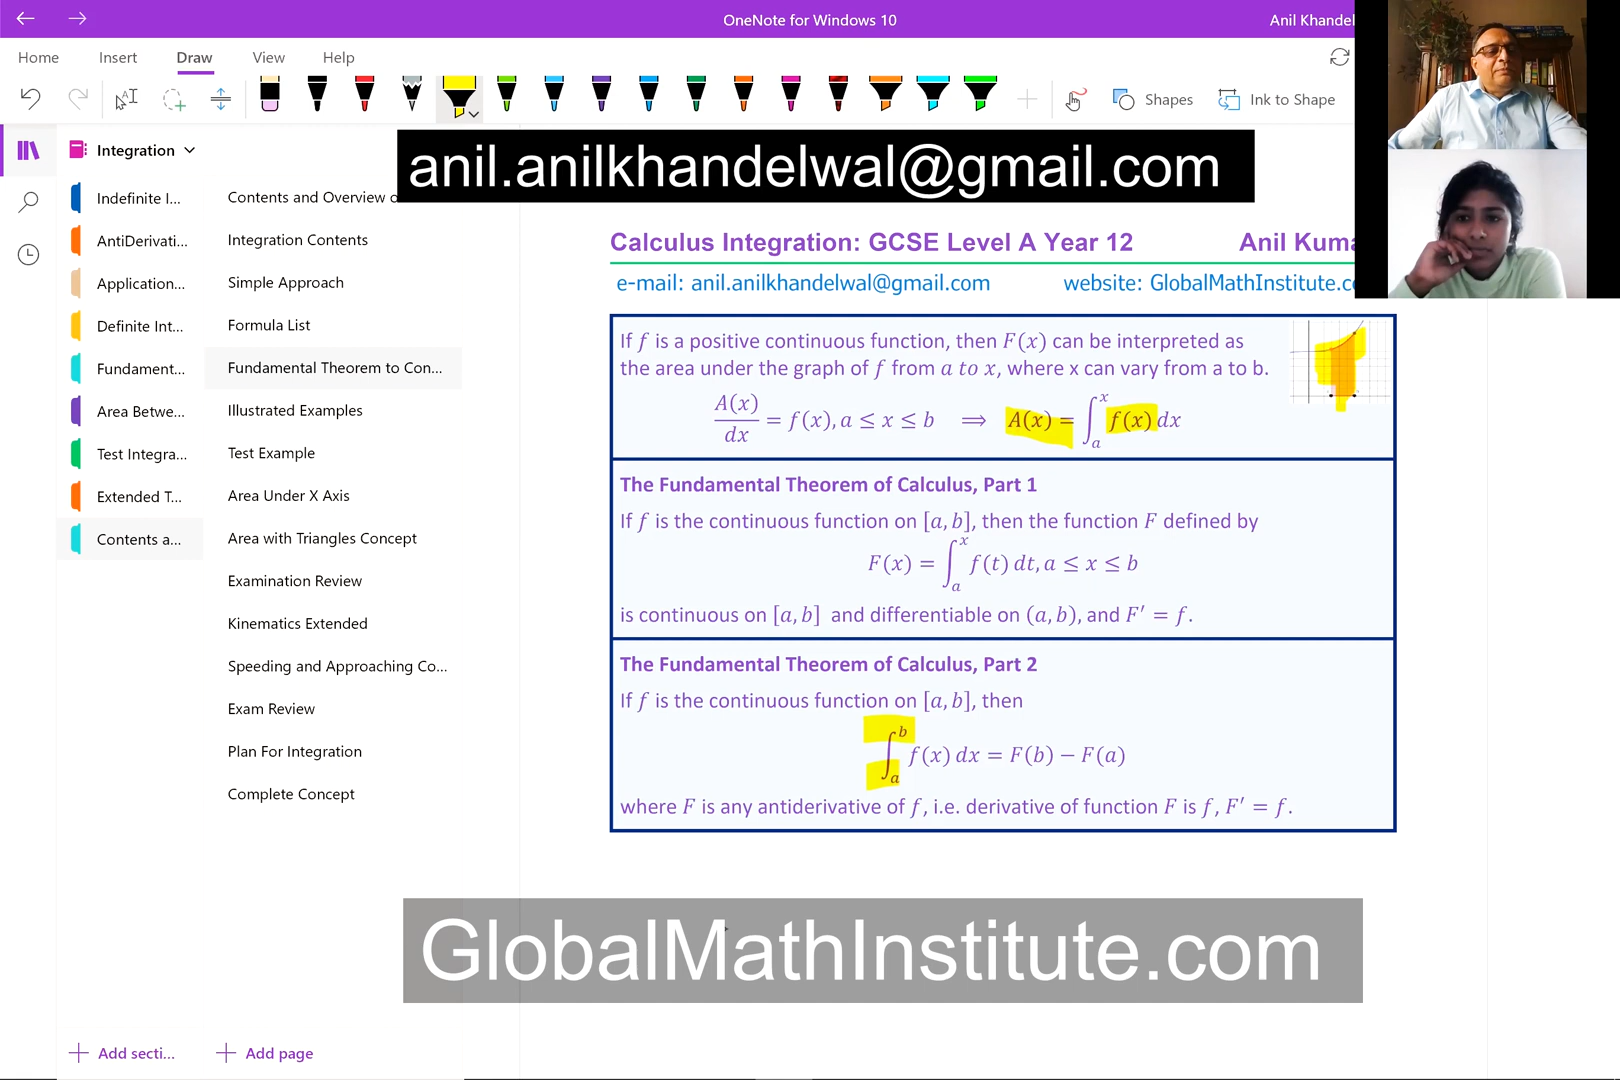 OneNote for Windows 10
Anil Khandel
Home Insert Draw View Help
Shapes
Ink to Shape
Integration
Indefinite I...
AntiDerivati...
Application...
Definite Int...
Fundament...
Area Betwe...
Test Integra...
Extended T...
Contents a...
Contents and Overview o
Integration Contents
Simple Approach
Formula List
Fundamental Theorem to Con...
Illustrated Examples
Test Example
Area Under X Axis
Area with Triangles Concept
Examination Review
Kinematics Extended
Speeding and Approaching Co...
Exam Review
Plan For Integration
Complete Concept
Add secti...
Add page
anil.anilkhandelwal@gmail.com
Calculus Integration: GCSE Level A Year 12 Anil Kuma
e-mail: anil.anilkhandelwal@gmail.com website: GlobalMathInstitute.co
If f is a positive continuous function, then F(x) can be interpreted as
the area under the graph of f from a to x, where x can vary from a to b.
A(x)/dx = f(x), a ≤ x ≤ b ⟹ A(x) = ∫_a^x f(x) dx
The Fundamental Theorem of Calculus, Part 1
If f is the continuous function on [a, b], then the function F defined by
F(x) = ∫_a^x f(t) dt, a ≤ x ≤ b
is continuous on [a, b] and differentiable on (a, b), and F′ = f.
The Fundamental Theorem of Calculus, Part 2
If f is the continuous function on [a, b], then
∫_a^b f(x) dx = F(b) − F(a)
where F is any antiderivative of f, i.e. derivative of function F is f, F′ = f.
GlobalMathInstitute.com